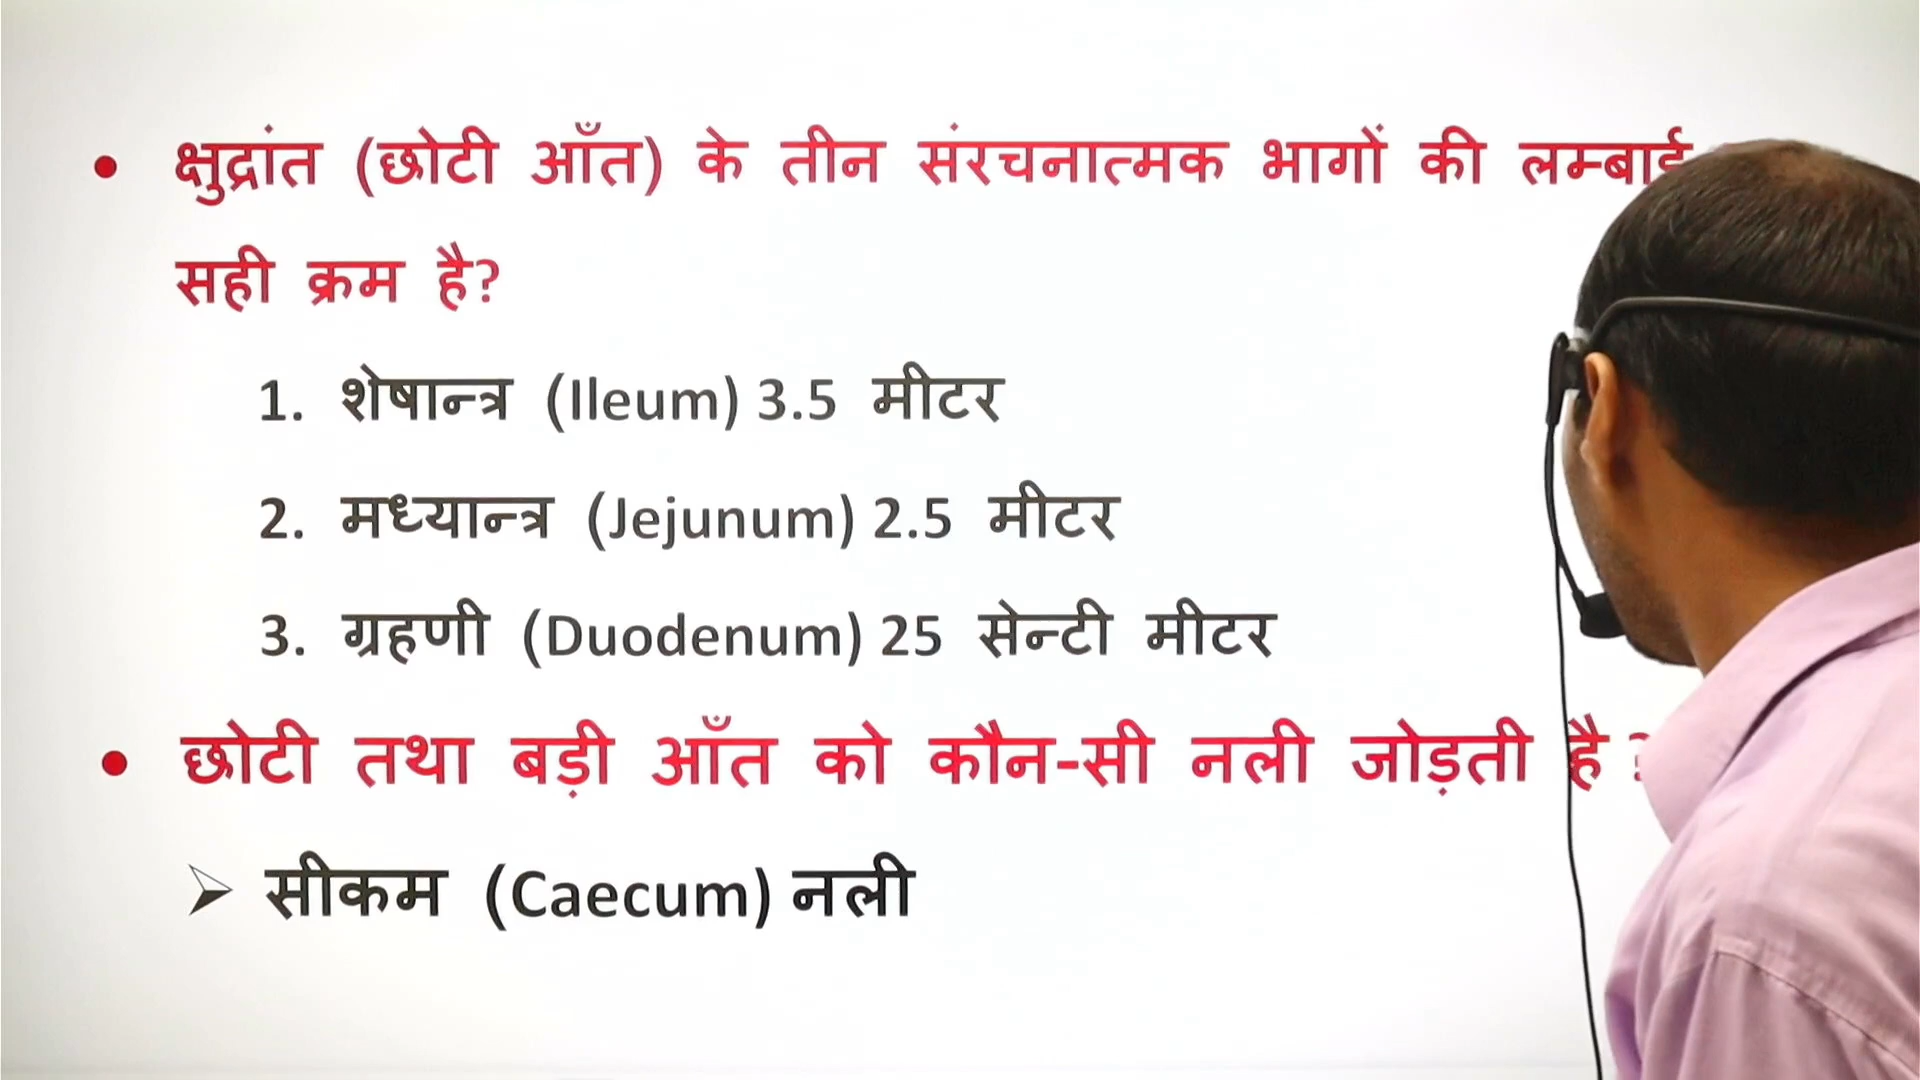 • क्षुद्रांत (छोटी आँत) के तीन संरचनात्मक भागों की लम्बाई
सही क्रम है?
1. शेषान्त्र (Ileum) 3.5 मीटर
2. मध्यान्त्र (Jejunum) 2.5 मीटर
3. ग्रहणी (Duodenum) 25 सेन्टी मीटर
• छोटी तथा बड़ी आँत को कौन-सी नली जोड़ती है ?
➢ सीकम (Caecum) नली